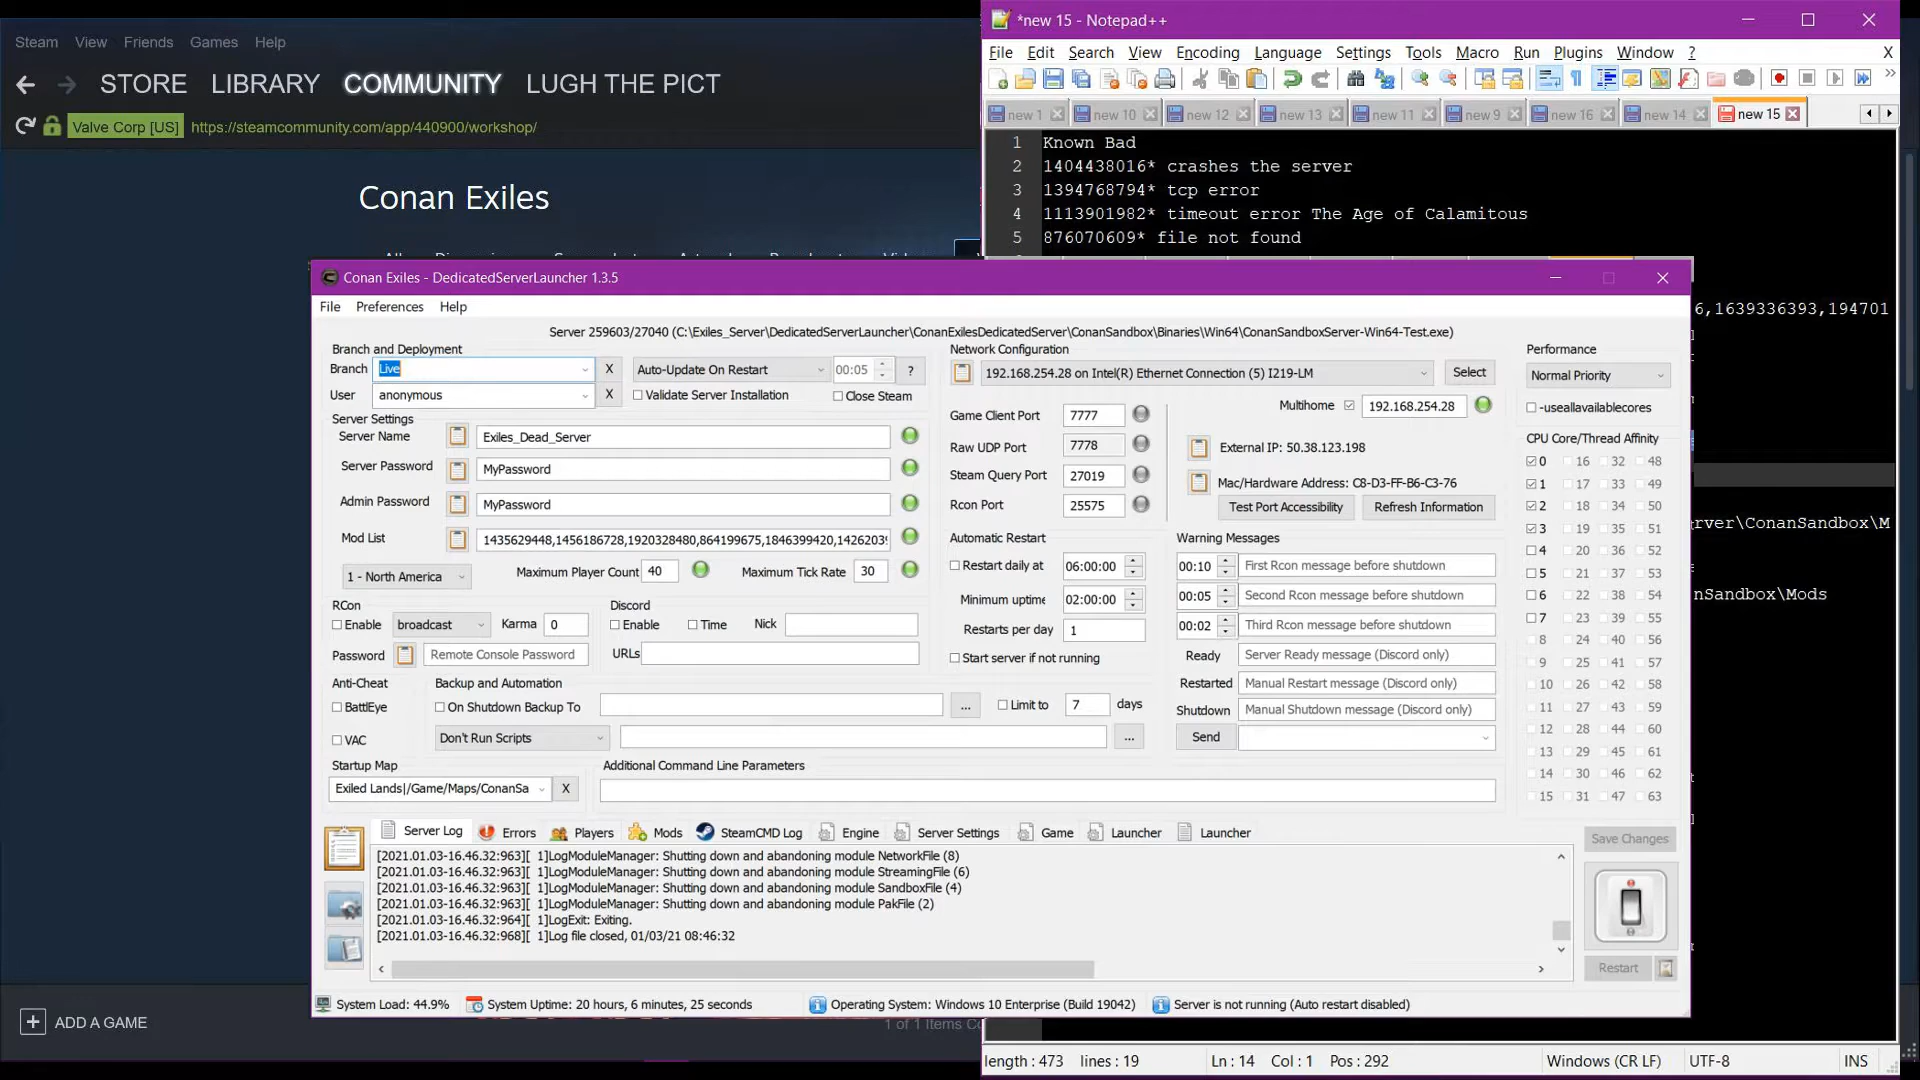 Steam View Friends Games Help
STORE LIBRARY COMMUNITY LUGH THE PICT
Valve Corp [US] https://steamcommunity.com/app/440900/workshop/
Conan Exiles
ADD A GAME
*new 15 - Notepad++
File Edit Search View Encoding Language Settings Tools Macro Run Plugins Window ? X
new 1 new 10 new 12 new 13 new 11 new 9 new 16 new 14 new 15
1 Known Bad
2 1404438016* crashes the server
3 1394768794* tcp error
4 1113901982* timeout error The Age of Calamitous
5 876070609* file not found
6,1639336393,194701
rver\ConanSandbox\M
nSandbox\Mods
length : 473 lines : 19 Ln : 14 Col : 1 Pos : 292 Windows (CR LF) UTF-8 INS
Conan Exiles - DedicatedServerLauncher 1.3.5
File Preferences Help
Server 259603/27040 (C:\Exiles_Server\DedicatedServerLauncher\ConanExilesDedicatedServer\ConanSandbox\Binaries\Win64\ConanSandboxServer-Win64-Test.exe)
Branch and Deployment
Branch Live X Auto-Update On Restart 00:05 ?
User anonymous X Validate Server Installation Close Steam
Server Settings
Server Name Exiles_Dead_Server
Server Password MyPassword
Admin Password MyPassword
Mod List 1435629448,1456186728,1920328480,864199675,1846399420,1426203
1 - North America Maximum Player Count 40 Maximum Tick Rate 30
RCon
Enable broadcast Karma 0
Password Remote Console Password
Discord
Enable Time Nick
URLs
Anti-Cheat
BattlEye
VAC
Backup and Automation
On Shutdown Backup To ... Limit to 7 days
Don't Run Scripts ...
Startup Map
Exiled Lands|/Game/Maps/ConanSa X
Additional Command Line Parameters
Network Configuration
192.168.254.28 on Intel(R) Ethernet Connection (5) I219-LM Select
Multihome 192.168.254.28
Game Client Port 7777
Raw UDP Port 7778
Steam Query Port 27019
Rcon Port 25575
External IP: 50.38.123.198
Mac/Hardware Address: C8-D3-FF-B6-C3-76
Test Port Accessibility Refresh Information
Automatic Restart
Restart daily at 06:00:00
Minimum uptime 02:00:00
Restarts per day 1
Start server if not running
Warning Messages
00:10 First Rcon message before shutdown
00:05 Second Rcon message before shutdown
00:02 Third Rcon message before shutdown
Ready Server Ready message (Discord only)
Restarted Manual Restart message (Discord only)
Shutdown Manual Shutdown message (Discord only)
Send
Performance
Normal Priority
-useallavailablecores
CPU Core/Thread Affinity
0 16 32 48
1 17 33 49
2 18 34 50
3 19 35 51
4 20 36 52
5 21 37 53
6 22 38 54
7 23 39 55
8 24 40 56
9 25 41 57
10 26 42 58
11 27 43 59
12 28 44 60
13 29 45 61
14 30 46 62
15 31 47 63
Server Log Errors Players Mods SteamCMD Log Engine Server Settings Game Launcher Launcher
[2021.01.03-16.46.32:963][ 1]LogModuleManager: Shutting down and abandoning module NetworkFile (8)
[2021.01.03-16.46.32:963][ 1]LogModuleManager: Shutting down and abandoning module StreamingFile (6)
[2021.01.03-16.46.32:963][ 1]LogModuleManager: Shutting down and abandoning module SandboxFile (4)
[2021.01.03-16.46.32:963][ 1]LogModuleManager: Shutting down and abandoning module PakFile (2)
[2021.01.03-16.46.32:964][ 1]LogExit: Exiting.
[2021.01.03-16.46.32:968][ 1]Log file closed, 01/03/21 08:46:32
Save Changes
Restart
System Load: 44.9% System Uptime: 20 hours, 6 minutes, 25 seconds Operating System: Windows 10 Enterprise (Build 19042) Server is not running (Auto restart disabled)
1 of 1 Items Co